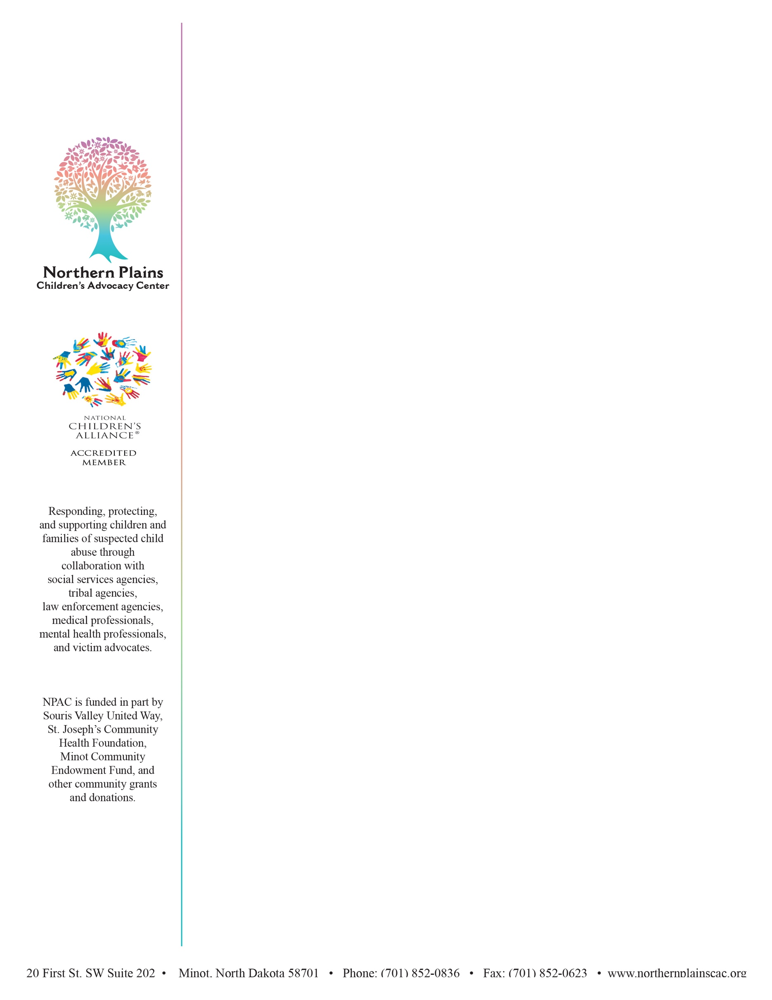 Northern Plains
Children's Advocacy Center
NATIONAL
CHILDREN'S
ALLIANCE®
ACCREDITED
MEMBER
Responding, protecting,
and supporting children and
families of suspected child
abuse through
collaboration with
social services agencies,
tribal agencies,
law enforcement agencies,
medical professionals,
mental health professionals,
and victim advocates.
NPAC is funded in part by
Souris Valley United Way,
St. Joseph's Community
Health Foundation,
Minot Community
Endowment Fund, and
other community grants
and donations.
20 First St. SW Suite 202 • Minot, North Dakota 58701 • Phone: (701) 852-0836 • Fax: (701) 852-0623 • www.northernplainscac.org